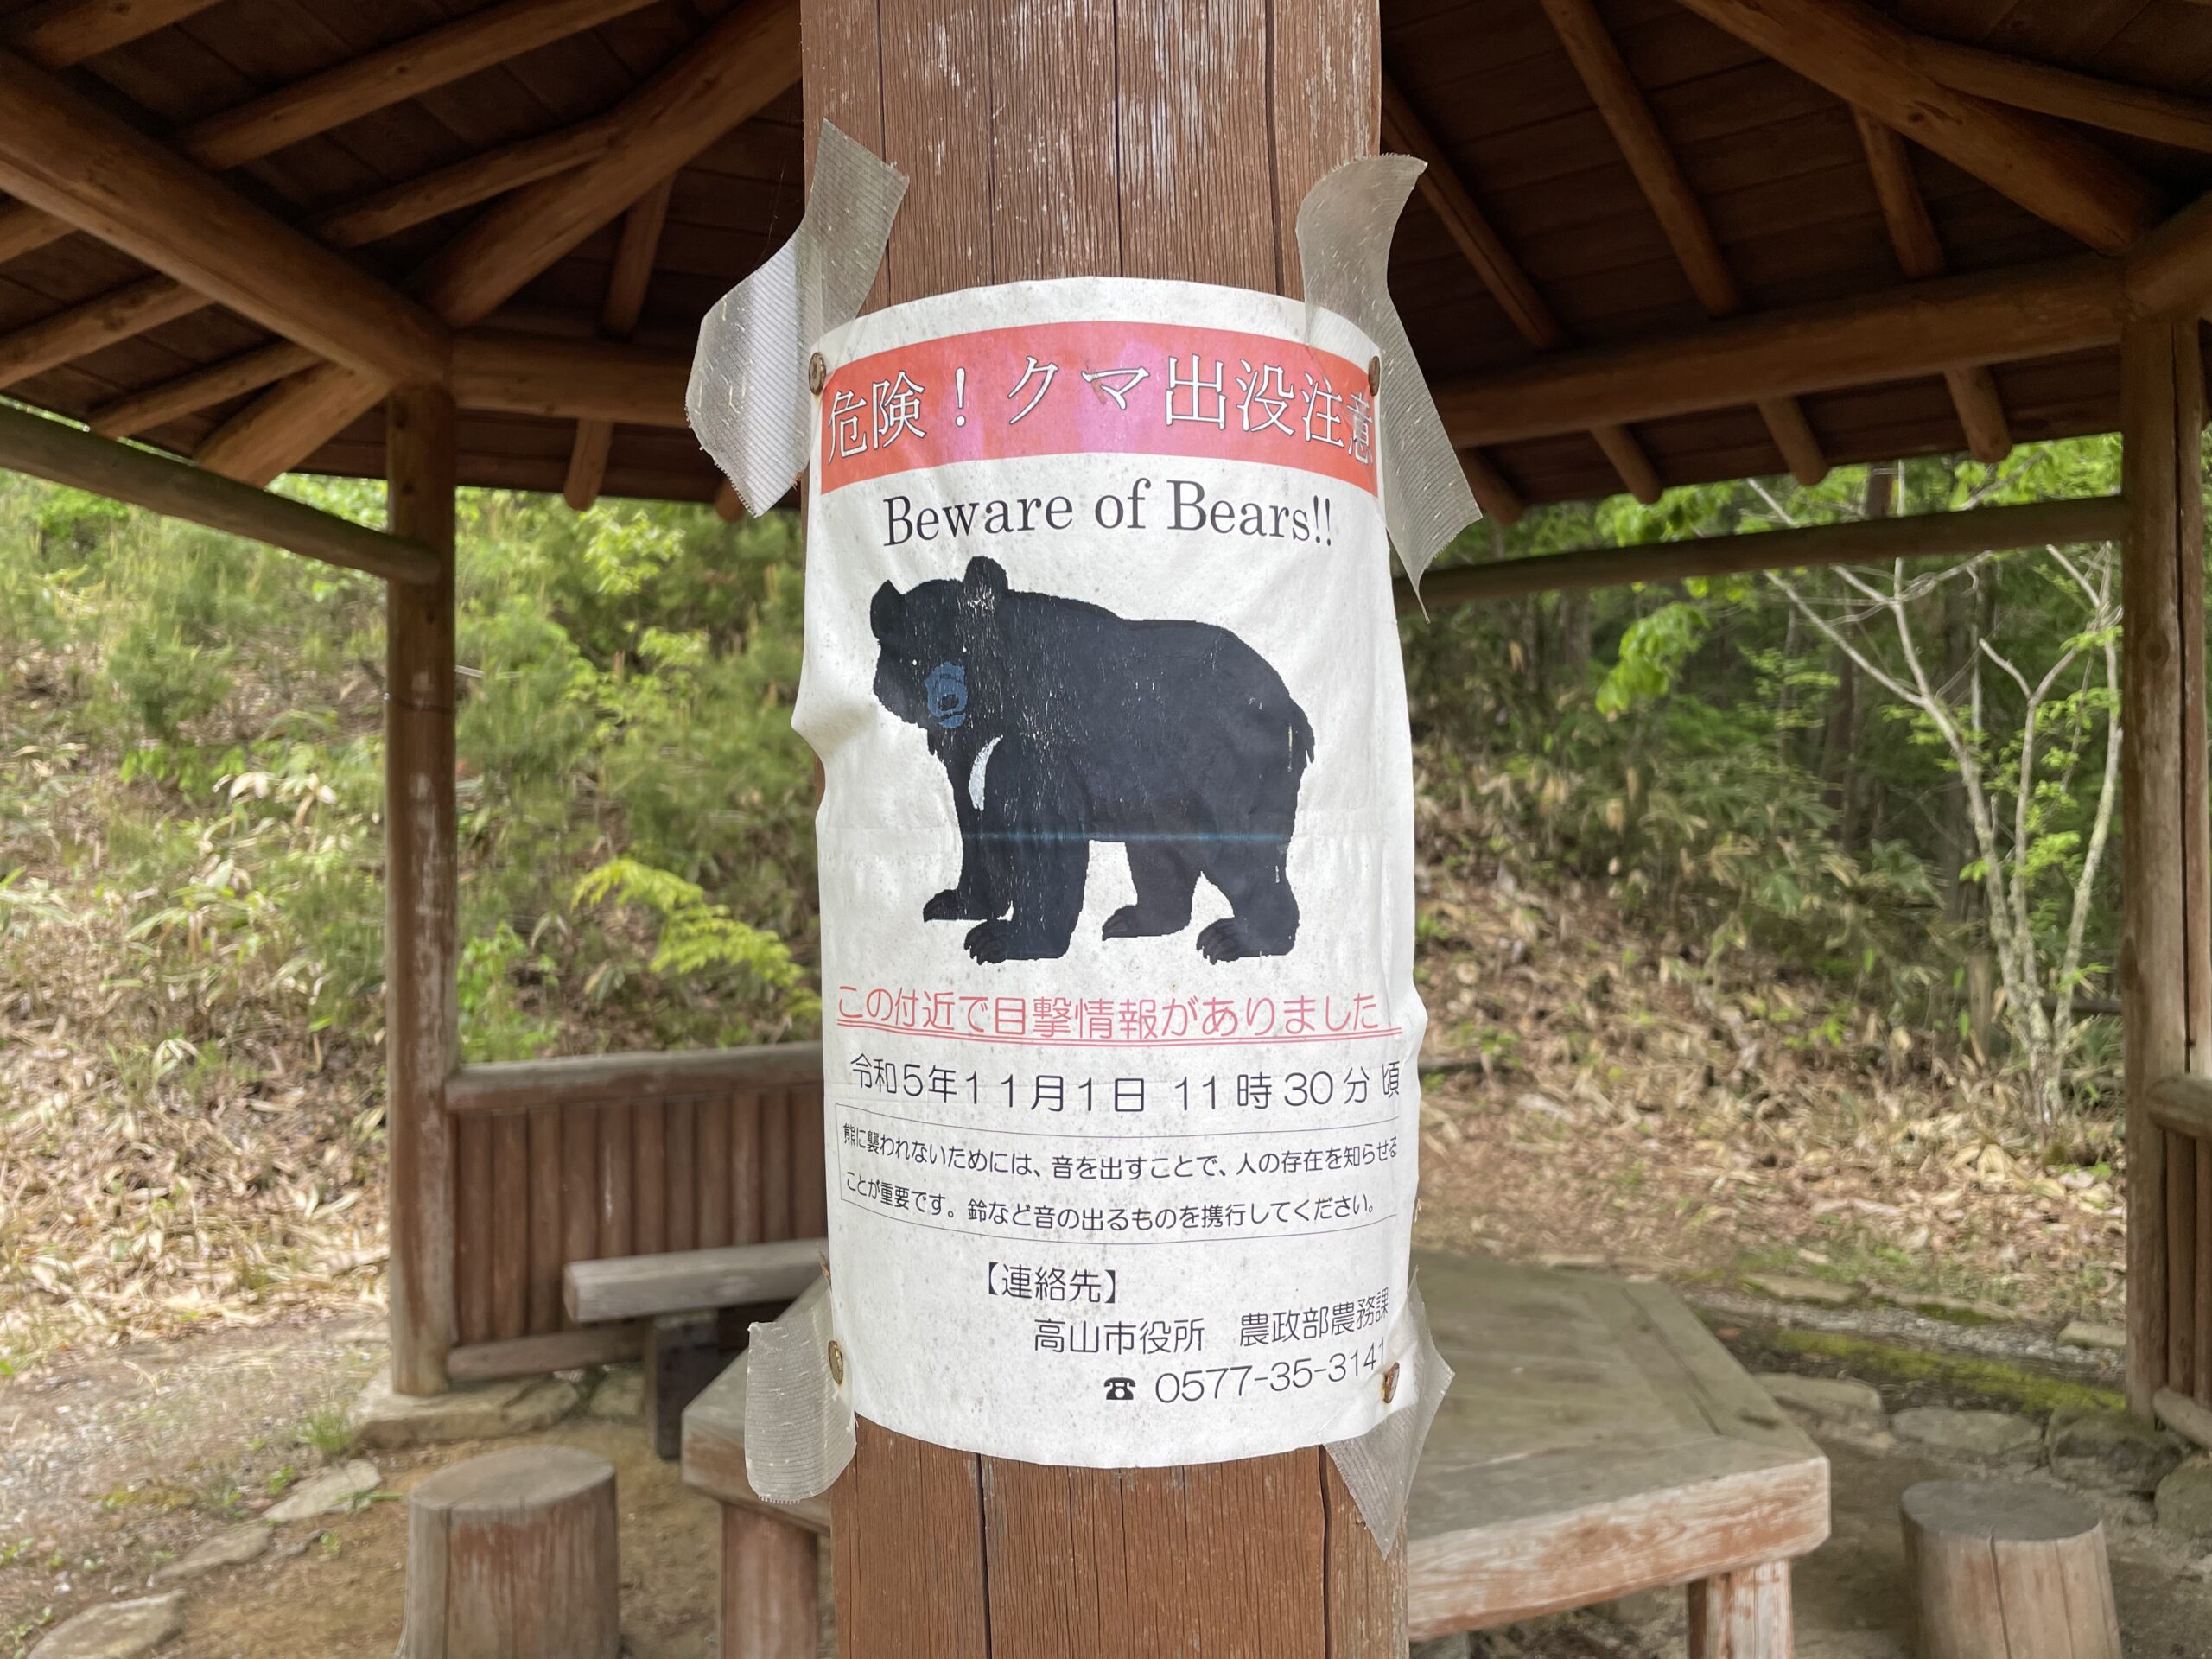 危険！クマ出没注意
Beware of Bears!!
この付近で目撃情報がありました
令和5年11月1日 11時30分 頃
熊に襲われないためには、音を出すことで、人の存在を知らせる
ことが重要です。鈴など音の出るものを携行してください。
【連絡先】
高山市役所　農政部農務課
☎ 0577-35-3141